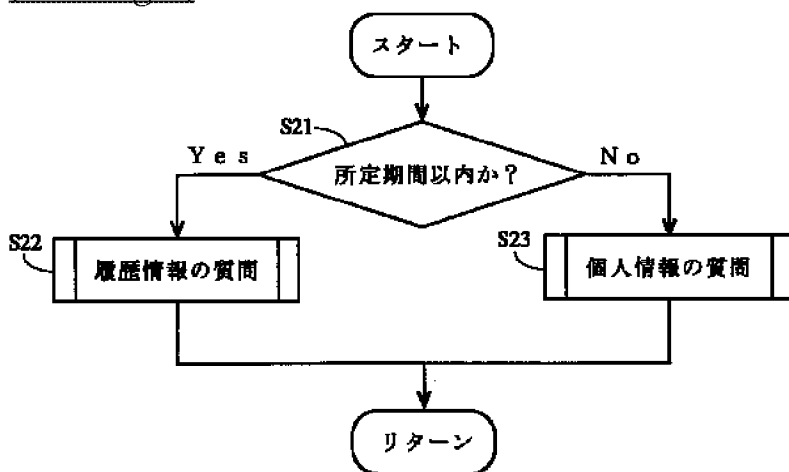 スタート
S21
Yes
No
所定期間以内か?
S22
履歴情報の質問
S23
個人情報の質問
リターン